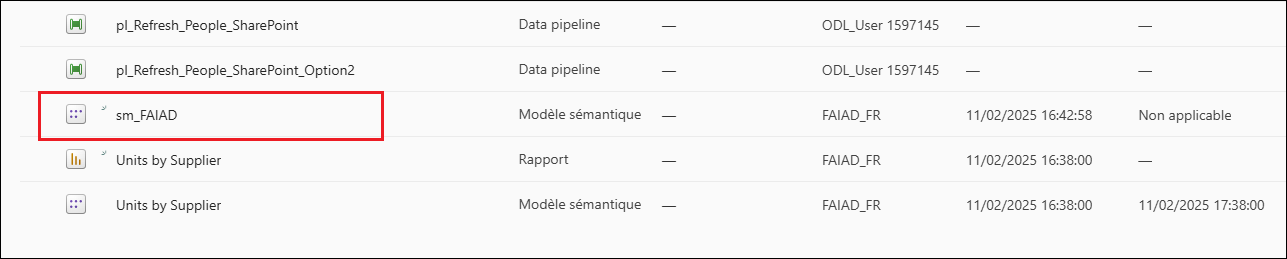 pl_Refresh_People_SharePoint Data pipeline — ODL_User 1597145 — —
pl_Refresh_People_SharePoint_Option2 Data pipeline — ODL_User 1597145 — —
sm_FAIAD Modèle sémantique — FAIAD_FR 11/02/2025 16:42:58 Non applicable
Units by Supplier Rapport — FAIAD_FR 11/02/2025 16:38:00 —
Units by Supplier Modèle sémantique — FAIAD_FR 11/02/2025 16:38:00 11/02/2025 17:38:00